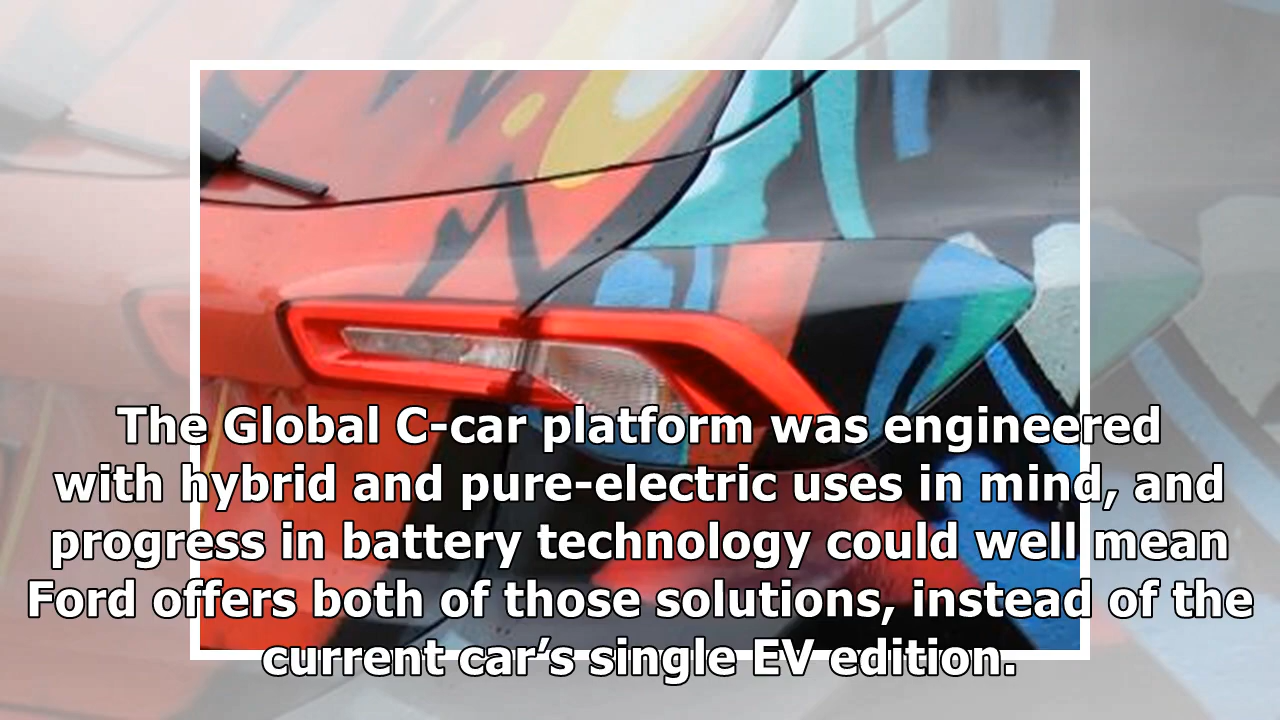 The Global C-car platform was engineered
with hybrid and pure-electric uses in mind, and
progress in battery technology could well mean
Ford offers both of those solutions, instead of the
current car’s single EV edition.